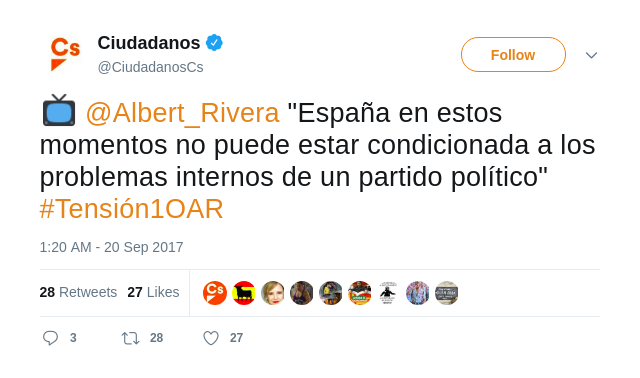 Cs
Ciudadanos
@CiudadanosCs
Follow
@Albert_Rivera "España en estos
momentos no puede estar condicionada a los
problemas internos de un partido político"
#Tensión1OAR
1:20 AM - 20 Sep 2017
28 Retweets 27 Likes
Cs
3 28 27